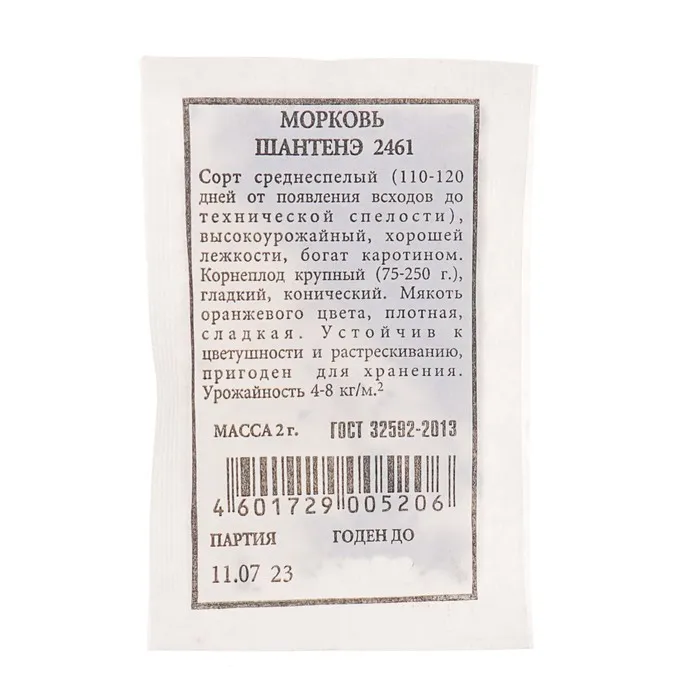 МОРКОВЬ
ШАНТЕНЭ 2461
Сорт среднеспелый (110-120
дней от появления всходов до
технической спелости),
высокоурожайный, хорошей
лежкости, богат каротином.
Корнеплод крупный (75-250 г.),
гладкий, конический. Мякоть
оранжевого цвета, плотная,
сладкая. Устойчив к
цветушности и растрескиванию,
пригоден для хранения.
Урожайность 4-8 кг/м.²
МАССА 2 г. ГОСТ 32592-2013
4 601729 005206
ПАРТИЯ ГОДЕН ДО
11.07 23